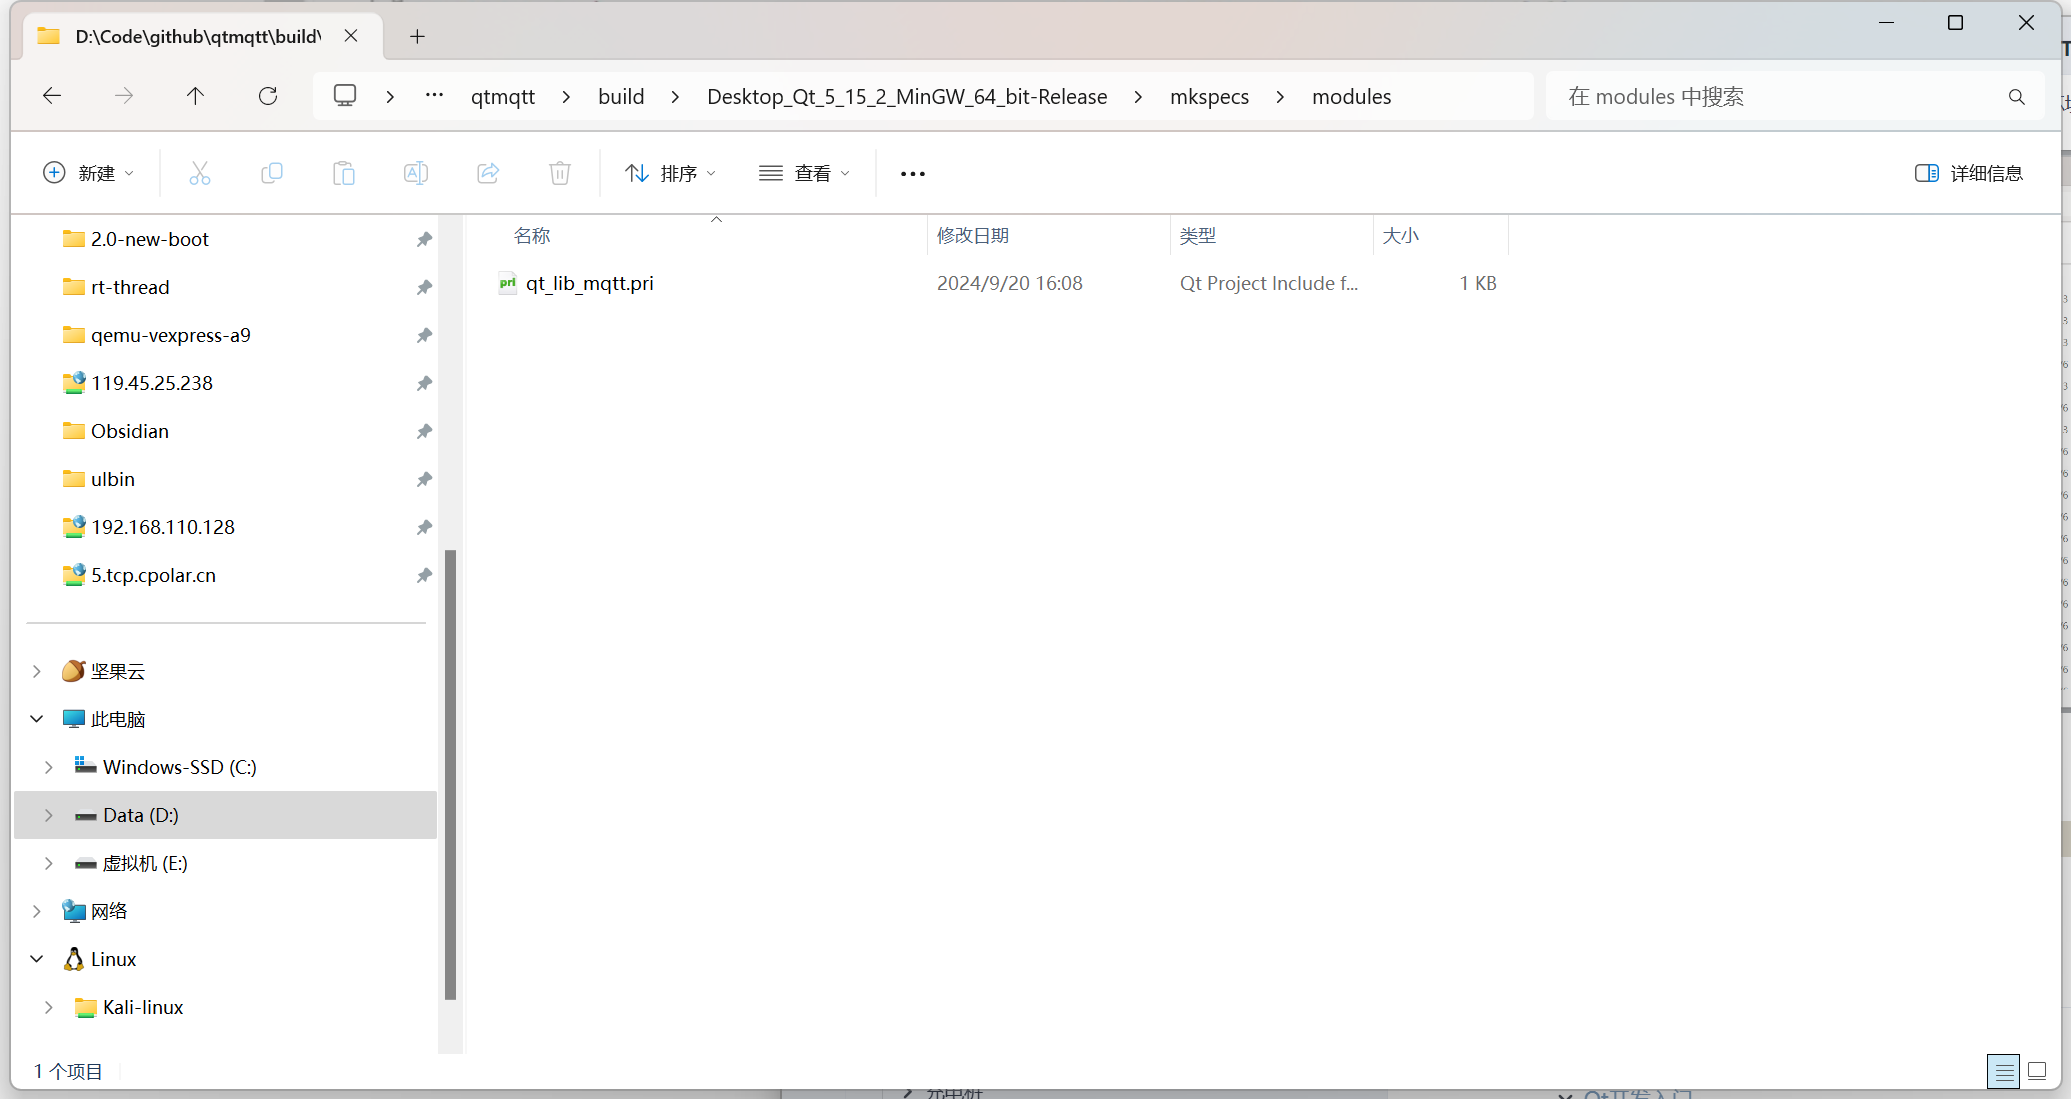 D:\Code\github\qtmqtt\build\
qtmqtt
build
Desktop_Qt_5_15_2_MinGW_64_bit-Release
mkspecs
modules
在 modules 中搜索
新建
排序
查看
详细信息
名称
修改日期
类型
大小
qt_lib_mqtt.pri
2024/9/20 16:08
Qt Project Include f...
1 KB
2.0-new-boot
rt-thread
qemu-vexpress-a9
119.45.25.238
Obsidian
ulbin
192.168.110.128
5.tcp.cpolar.cn
坚果云
此电脑
Windows-SSD (C:)
Data (D:)
虚拟机 (E:)
网络
Linux
Kali-linux
1 个项目